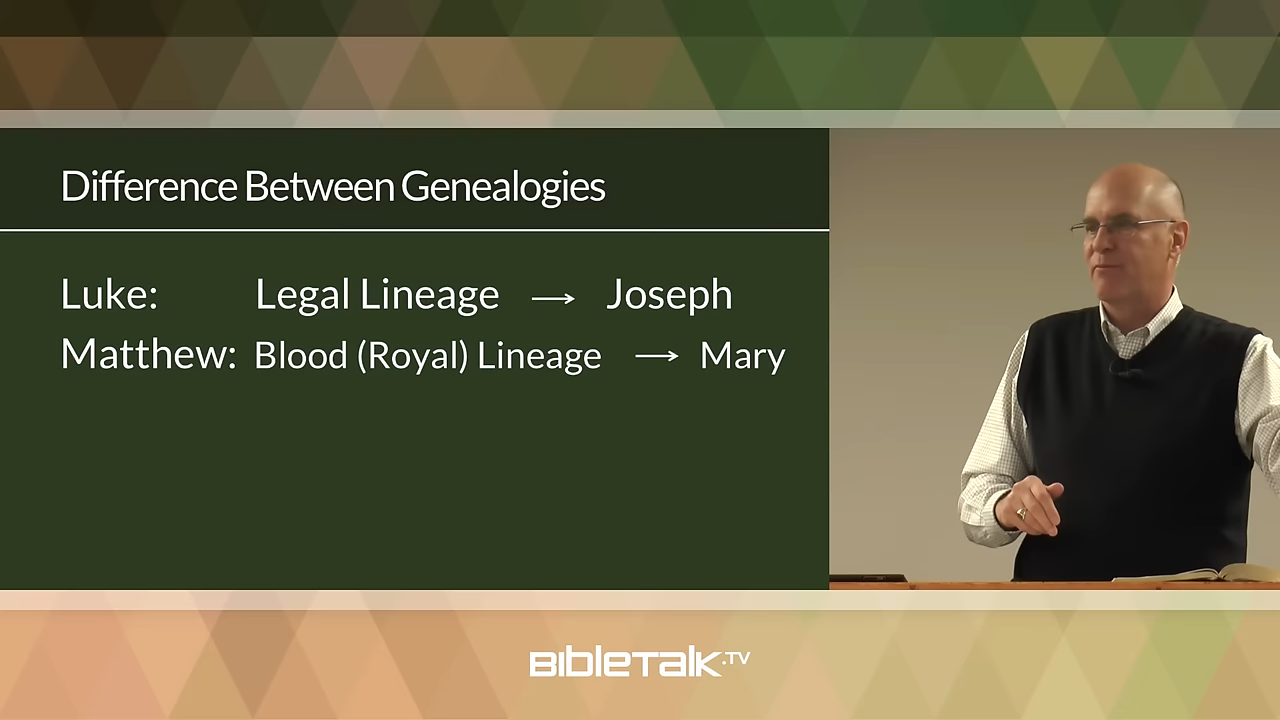 Difference Between Genealogies
Luke: Legal Lineage → Joseph
Matthew: Blood (Royal) Lineage → Mary
BIBLETALK.TV